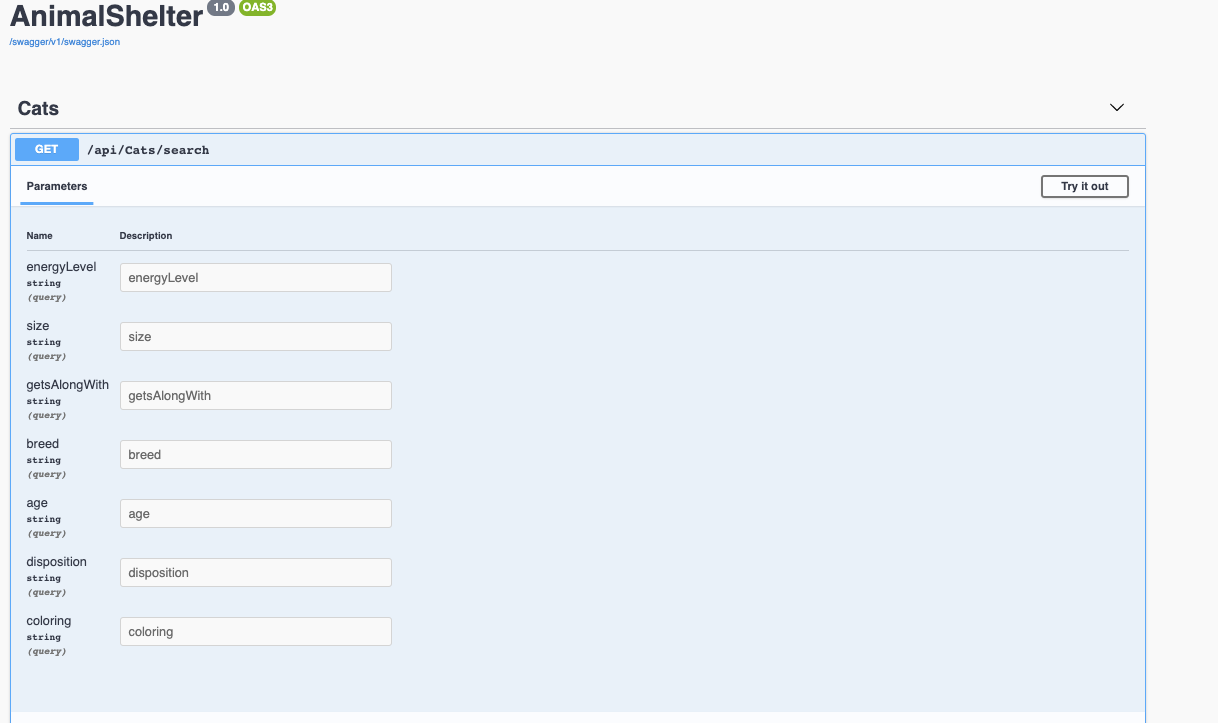 AnimalShelter 1.0 OAS3
/swagger/v1/swagger.json
Cats
GET /api/Cats/search
Parameters Try it out
Name Description
energyLevel
string
(query)
energyLevel
size
string
(query)
size
getsAlongWith
string
(query)
getsAlongWith
breed
string
(query)
breed
age
string
(query)
age
disposition
string
(query)
disposition
coloring
string
(query)
coloring